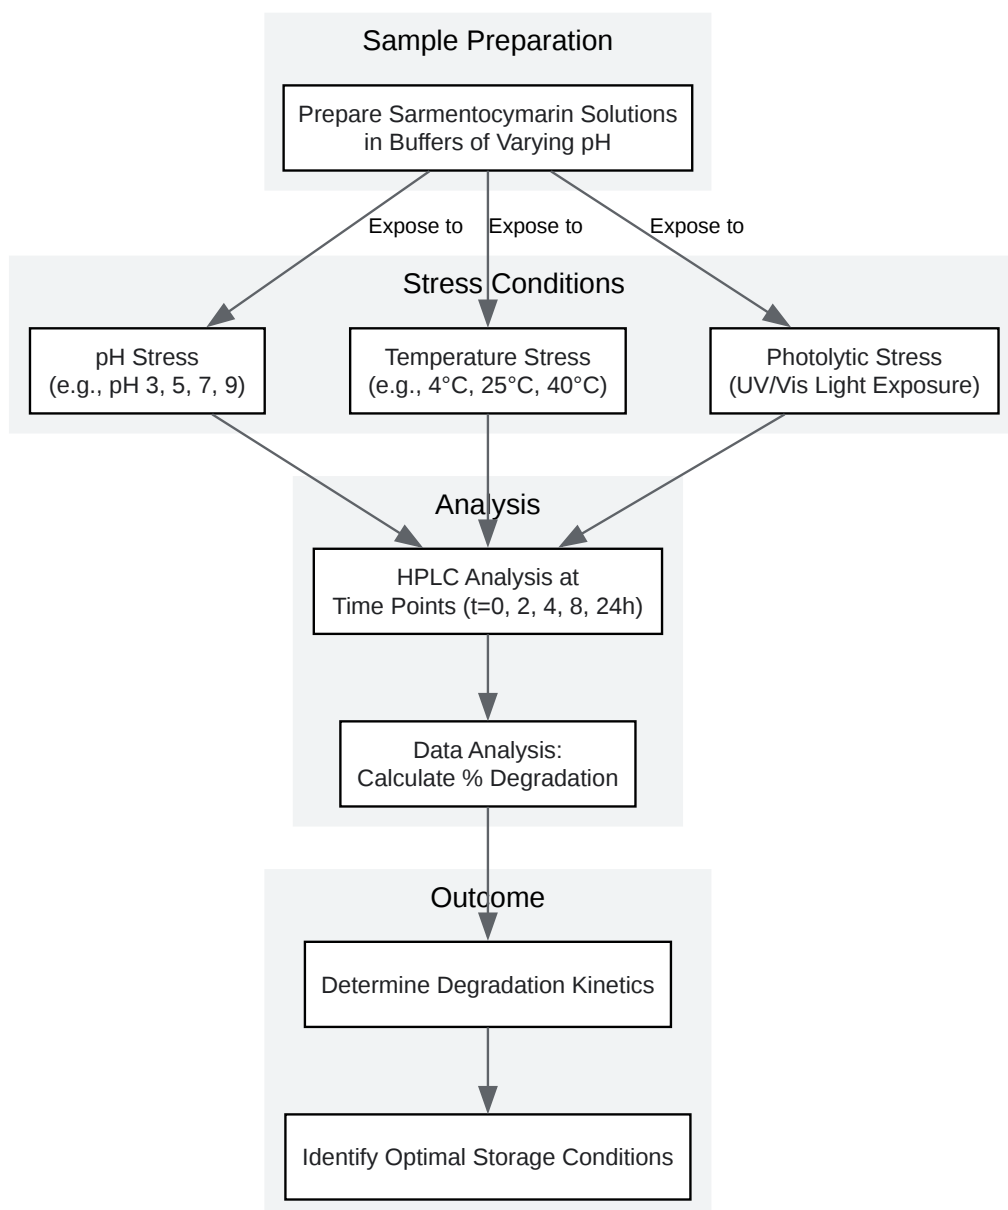 Sample Preparation
Prepare Sarmentocymarin Solutions
in Buffers of Varying pH
Expose to
Expose to
Expose to
Stress Conditions
pH Stress
(e.g., pH 3, 5, 7, 9)
Temperature Stress
(e.g., 4°C, 25°C, 40°C)
Photolytic Stress
(UV/Vis Light Exposure)
Analysis
HPLC Analysis at
Time Points (t=0, 2, 4, 8, 24h)
Data Analysis:
Calculate % Degradation
Outcome
Determine Degradation Kinetics
Identify Optimal Storage Conditions